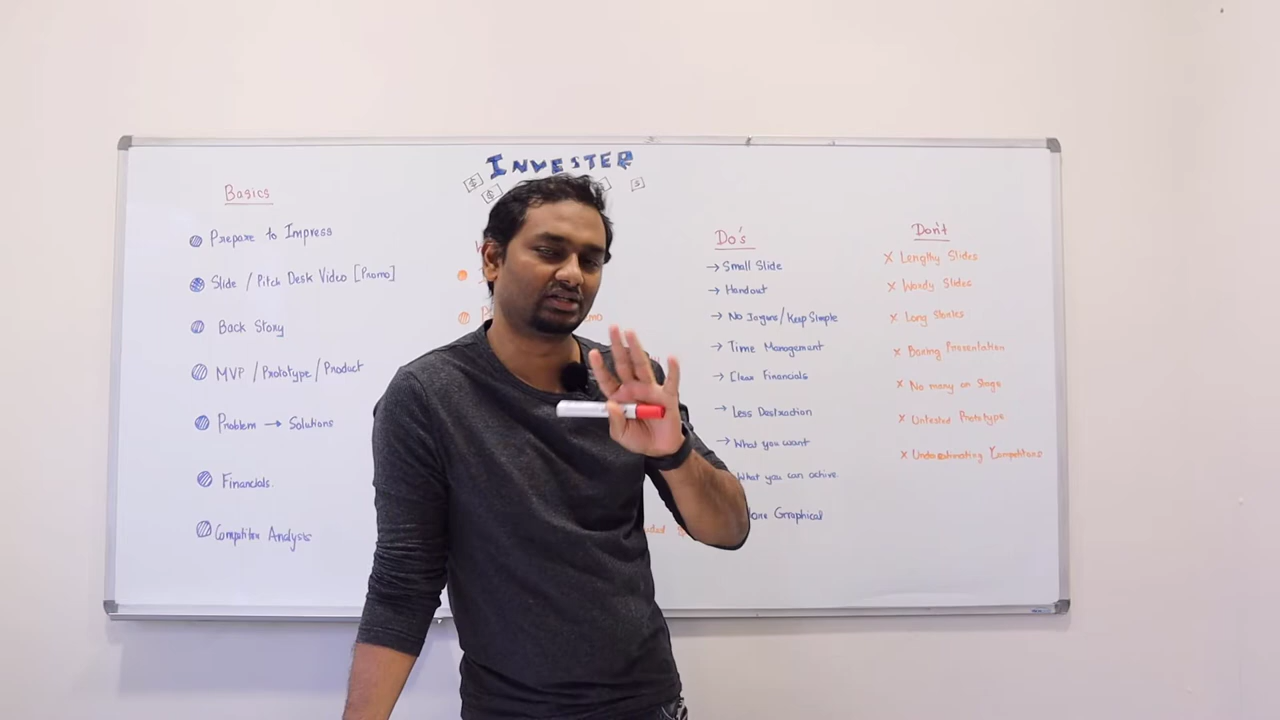 INVESTER
Basics
Prepare to Impress
Slide / Pitch Desk Video [Promo]
Back Story
MVP / Prototype / Product
Problem → Solutions
Financials.
Competitor Analysis
Do's
→ Small Slide
→ Handout
→ No Jargons / Keep Simple
→ Time Management
→ Clear Financials
→ Less Destraction
→ What you want
What you can achive.
Graphical
Don't
x Lengthy Slides
x Wordy Slides
x Long Stories
x Boring Presentation
x No many on Stage
x Untested Prototype
x Underestimating Competitors